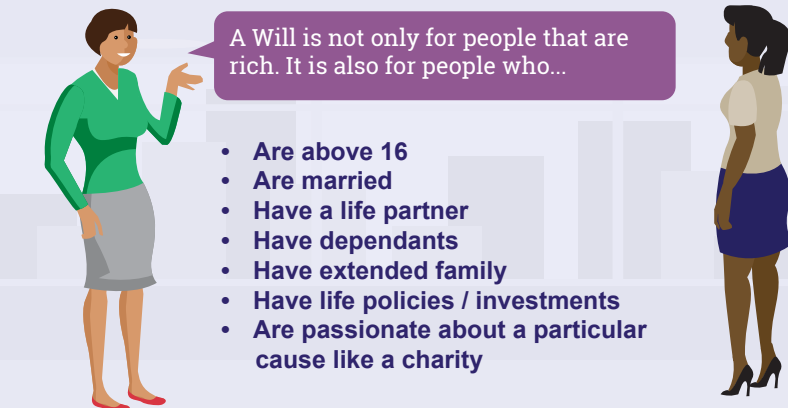 A Will is not only for people that are
rich. It is also for people who...
• Are above 16
• Are married
• Have a life partner
• Have dependants
• Have extended family
• Have life policies / investments
• Are passionate about a particular
cause like a charity